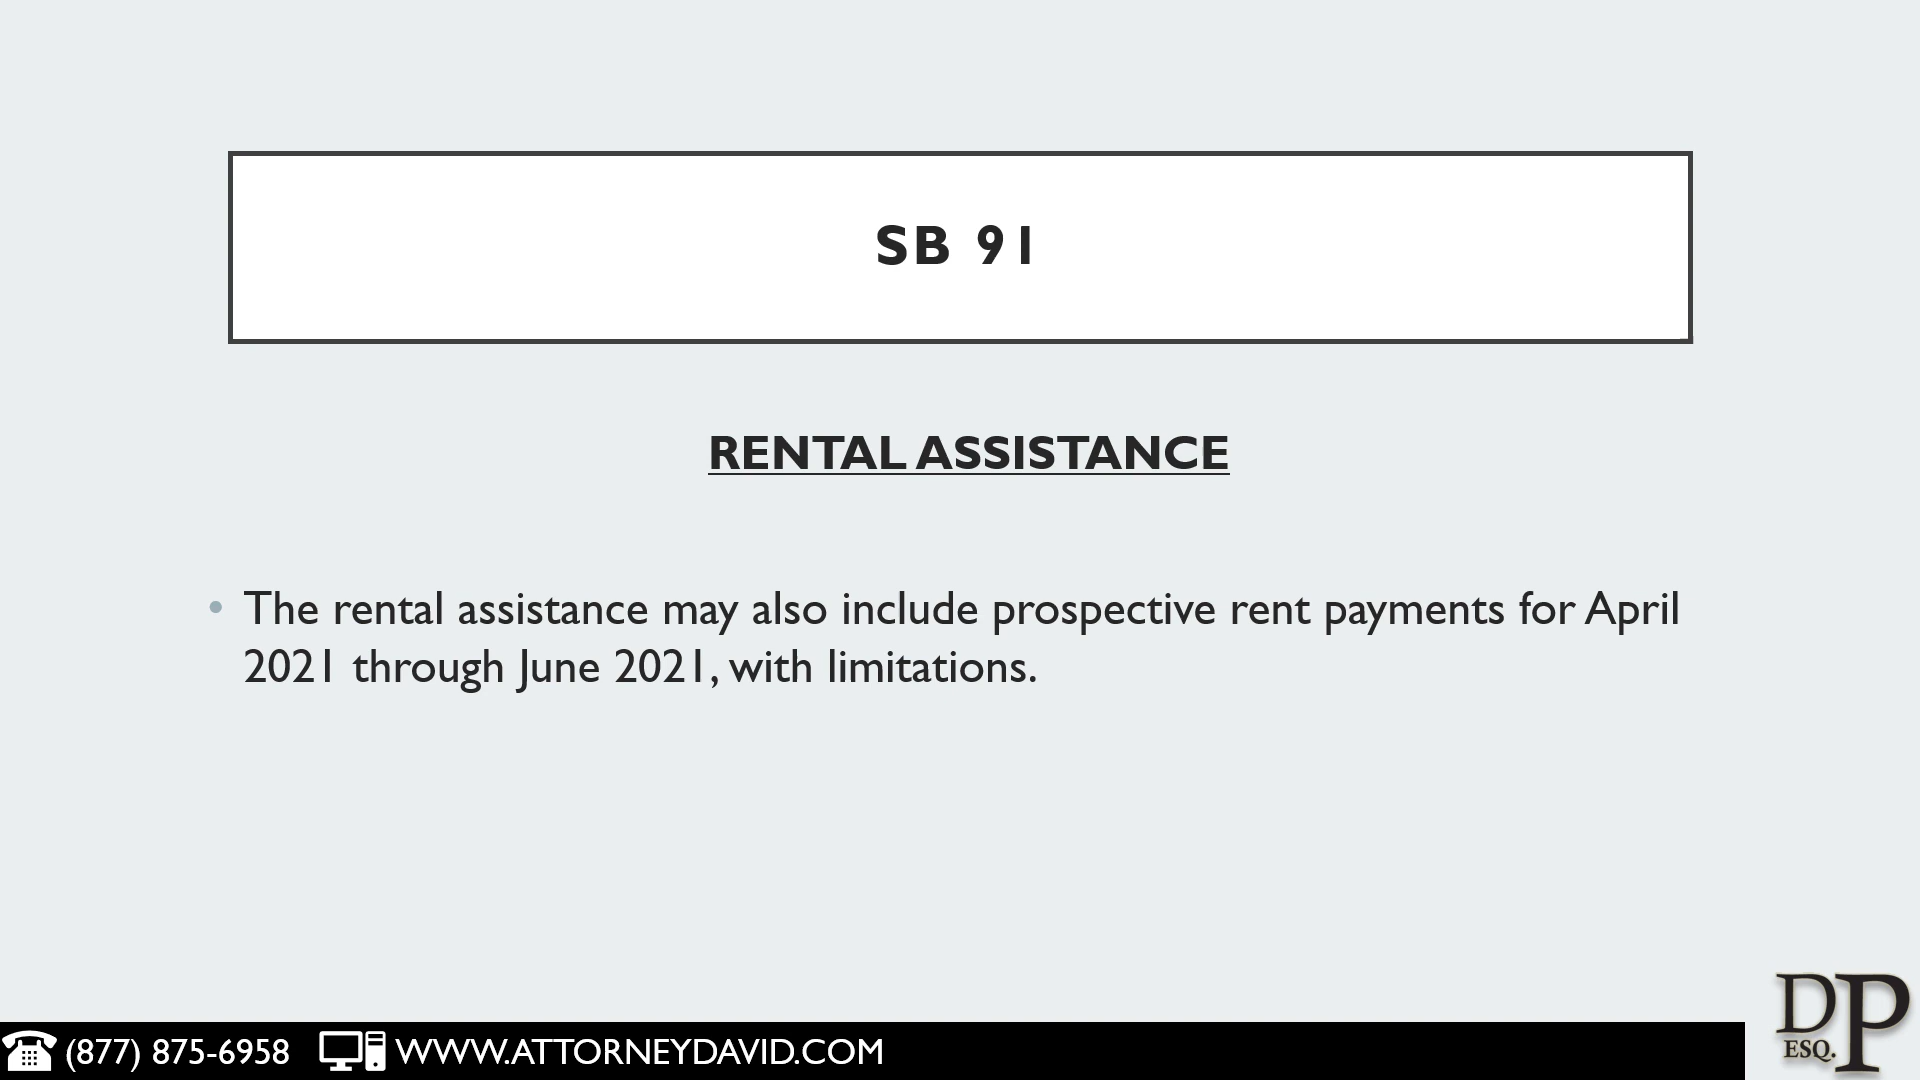 SB 91
RENTAL ASSISTANCE
• The rental assistance may also include prospective rent payments for April
2021 through June 2021, with limitations.
(877) 875-6958 WWW.ATTORNEYDAVID.COM
DP
ESQ.